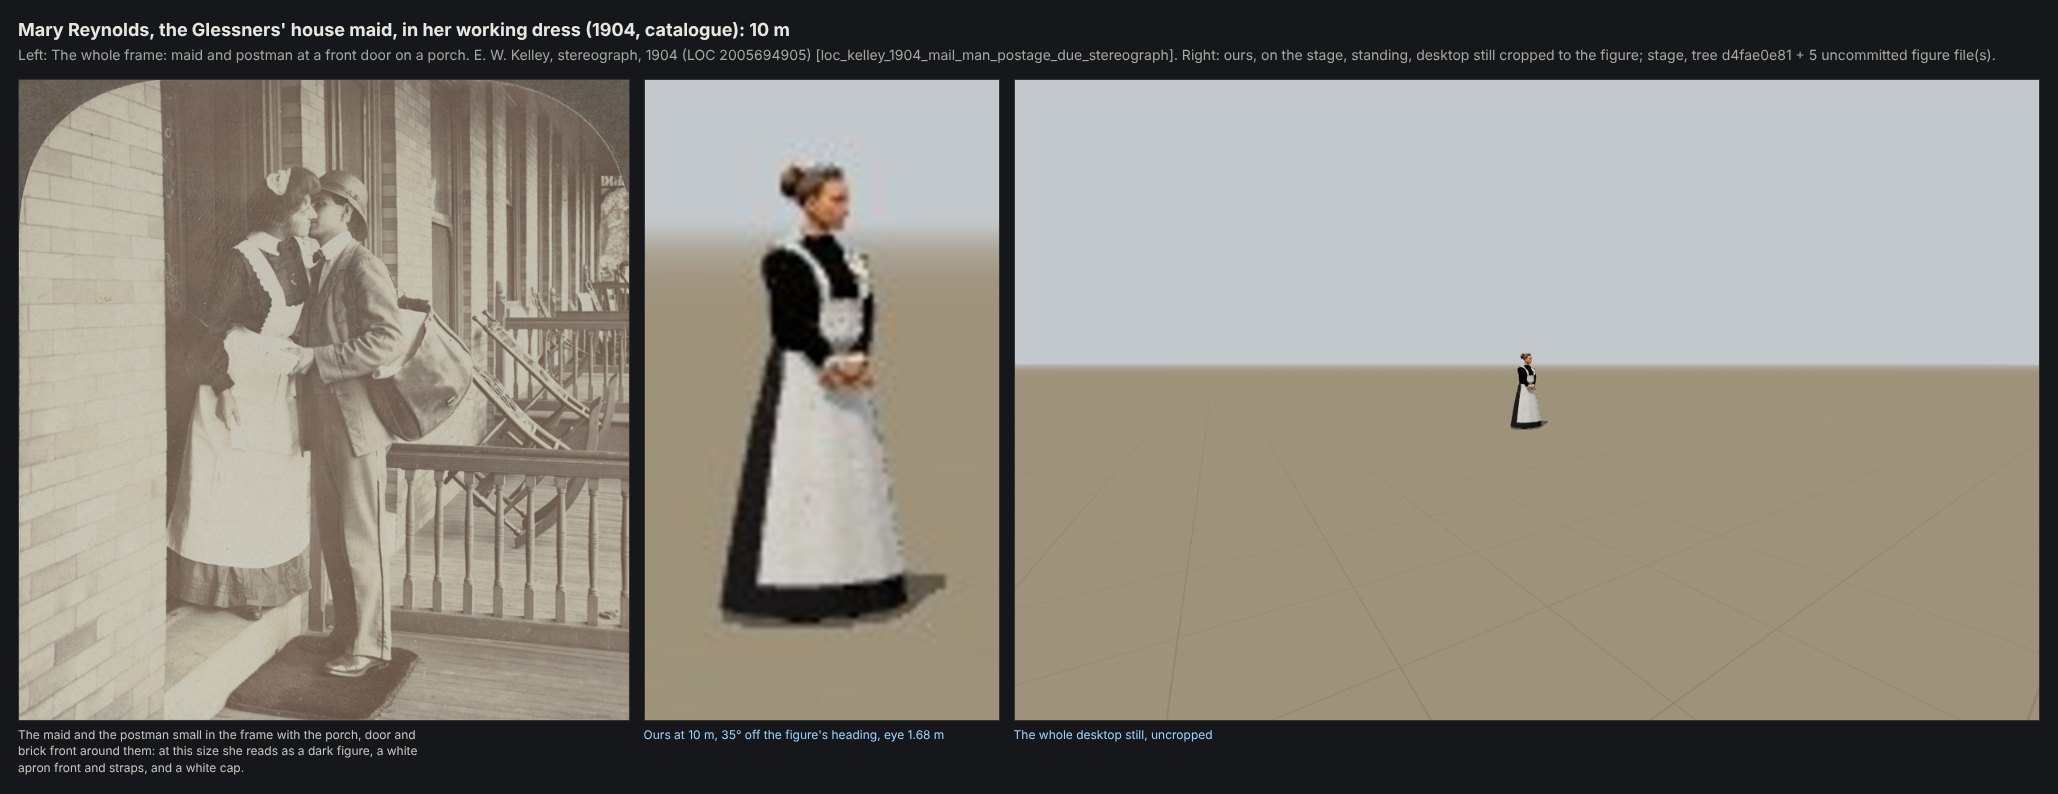 Mary Reynolds, the Glessners' house maid, in her working dress (1904, catalogue): 10 m
Left: The whole frame: maid and postman at a front door on a porch. E. W. Kelley, stereograph, 1904 (LOC 2005694905) [loc_kelley_1904_mail_man_postage_due_stereograph]. Right: ours, on the stage, standing, desktop still cropped to the figure; stage, tree d4fae0e81 + 5 uncommitted figure file(s).
The maid and the postman small in the frame with the porch, door and
brick front around them: at this size she reads as a dark figure, a white
apron front and straps, and a white cap.
Ours at 10 m, 35° off the figure's heading, eye 1.68 m
The whole desktop still, uncropped